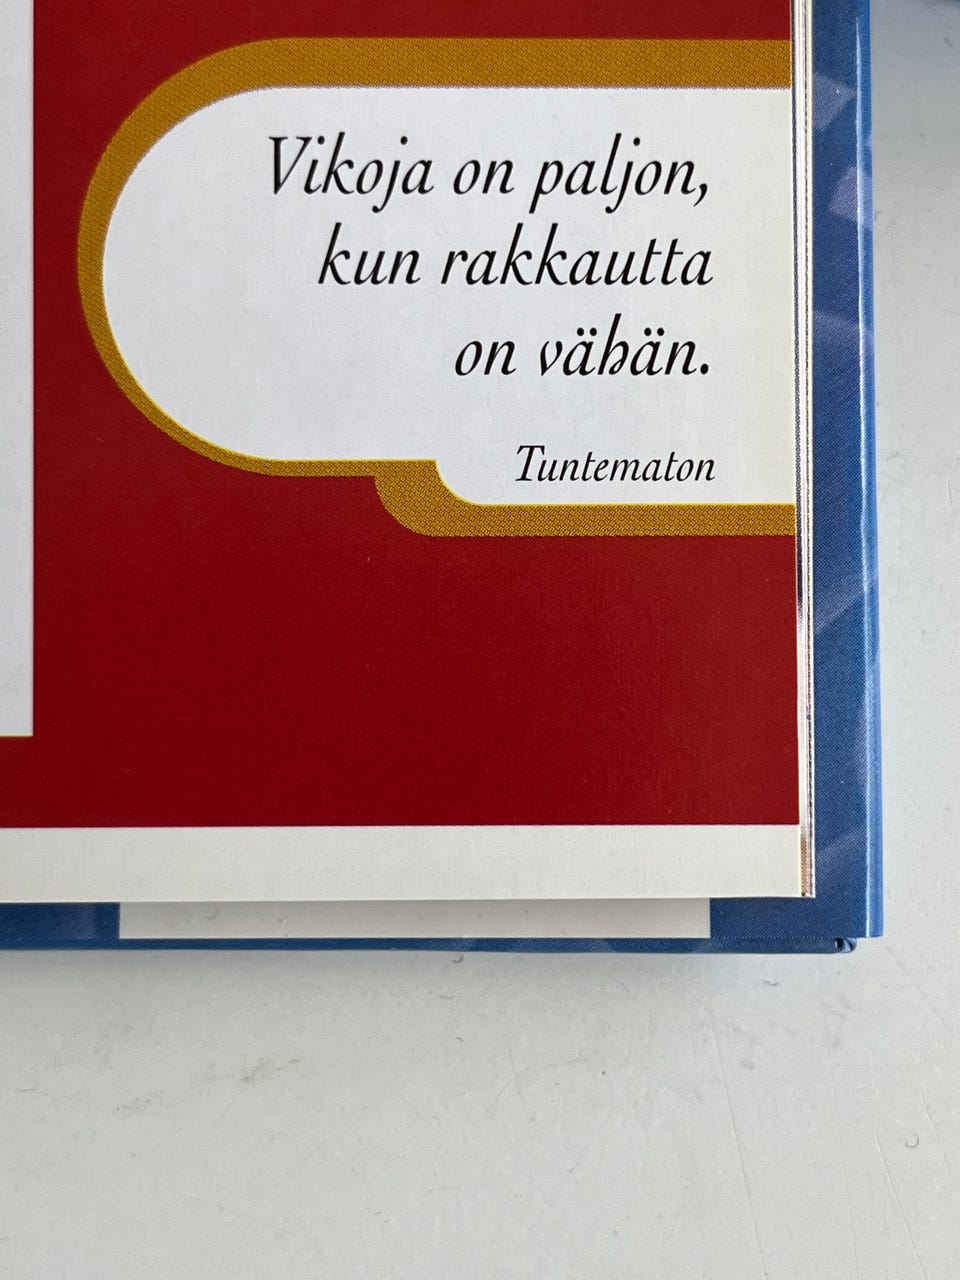 Vikoja on paljon,
kun rakkautta
on vähän.
Tuntematon